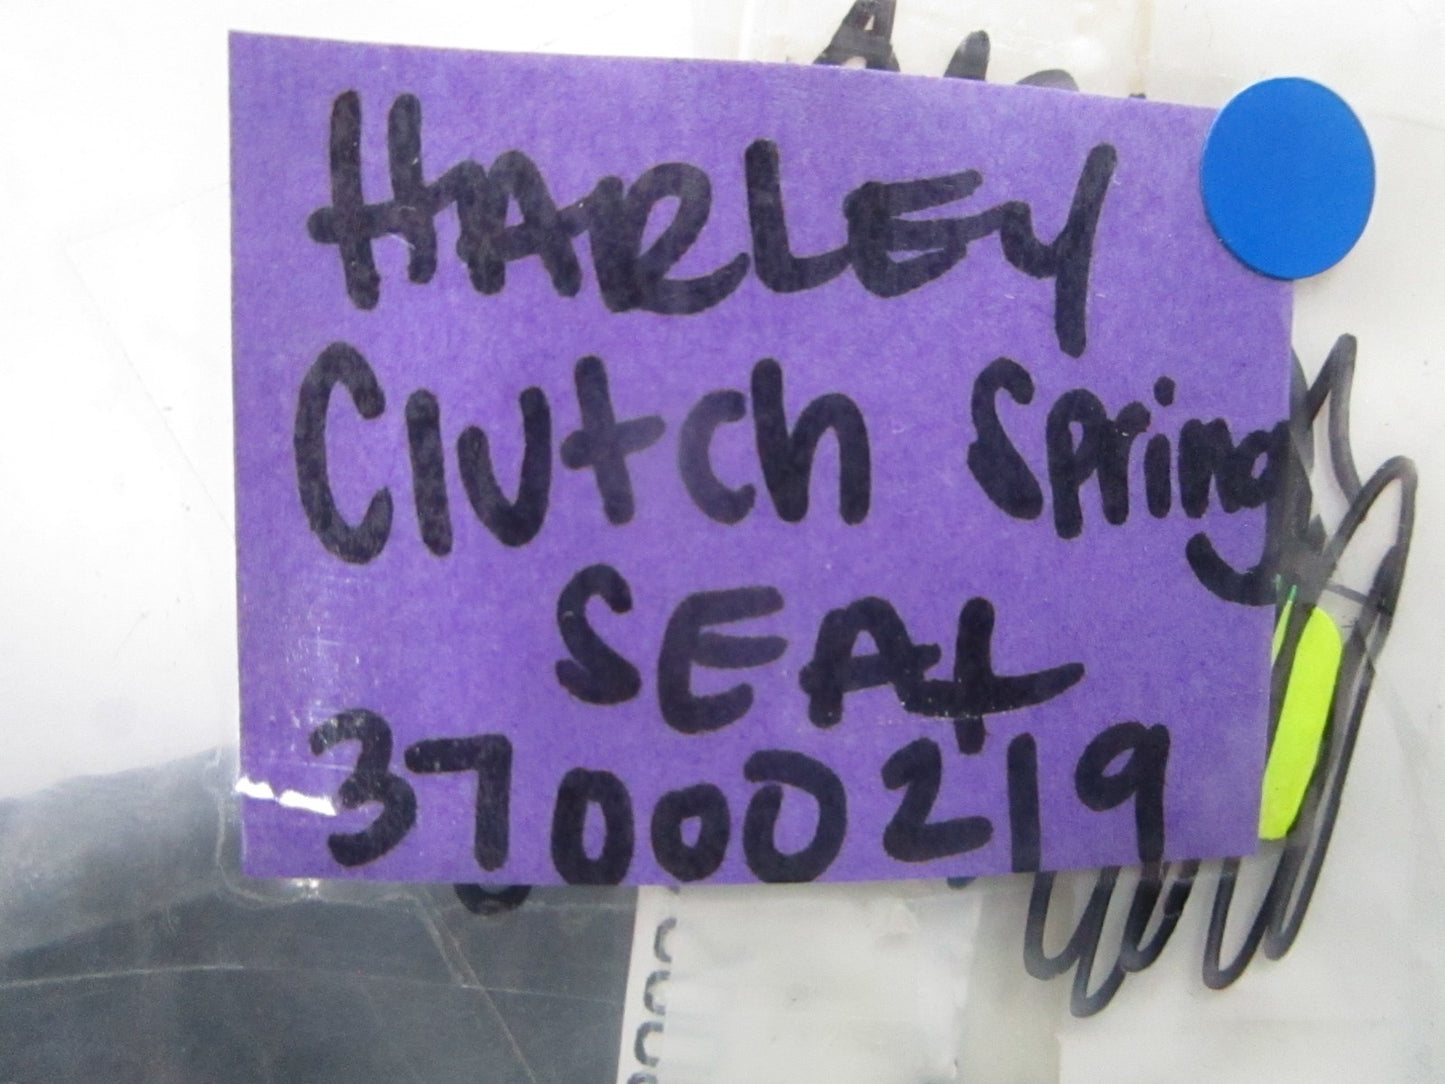 HARLEY
Clutch Spring
SEAL
37000219